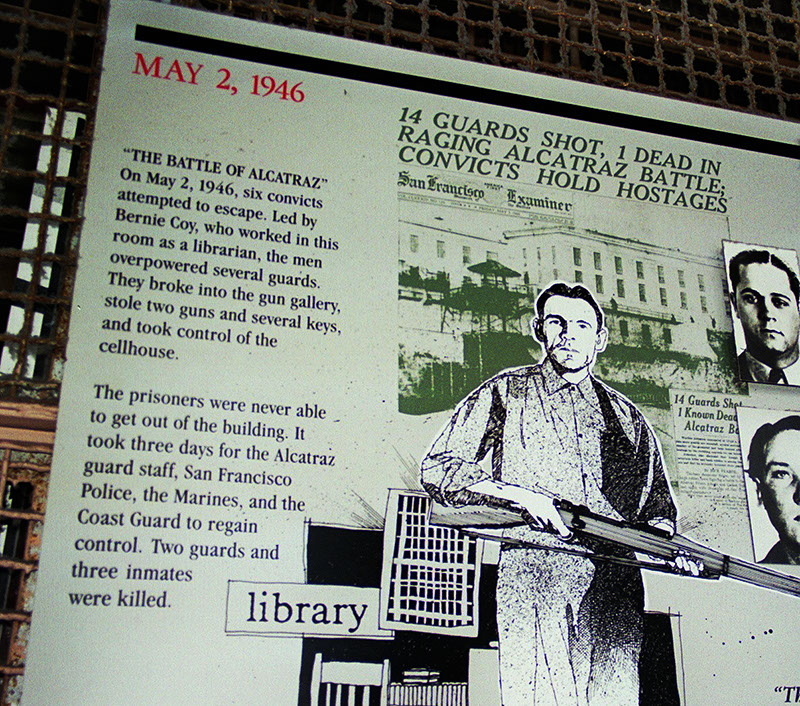 MAY 2, 1946
"THE BATTLE OF ALCATRAZ"
On May 2, 1946, six convicts
attempted to escape. Led by
Bernie Coy, who worked in this
room as a librarian, the men
overpowered several guards.
They broke into the gun gallery,
stole two guns and several keys,
and took control of the
cellhouse.
The prisoners were never able
to get out of the building. It
took three days for the Alcatraz
guard staff, San Francisco
Police, the Marines, and the
Coast Guard to regain
control. Two guards and
three inmates
were killed.
14 GUARDS SHOT, 1 DEAD IN
RAGING ALCATRAZ BATTLE;
CONVICTS HOLD HOSTAGES
San Francisco Examiner
14 Guards Shot
1 Known Dead
Alcatraz Ba
library
"Th